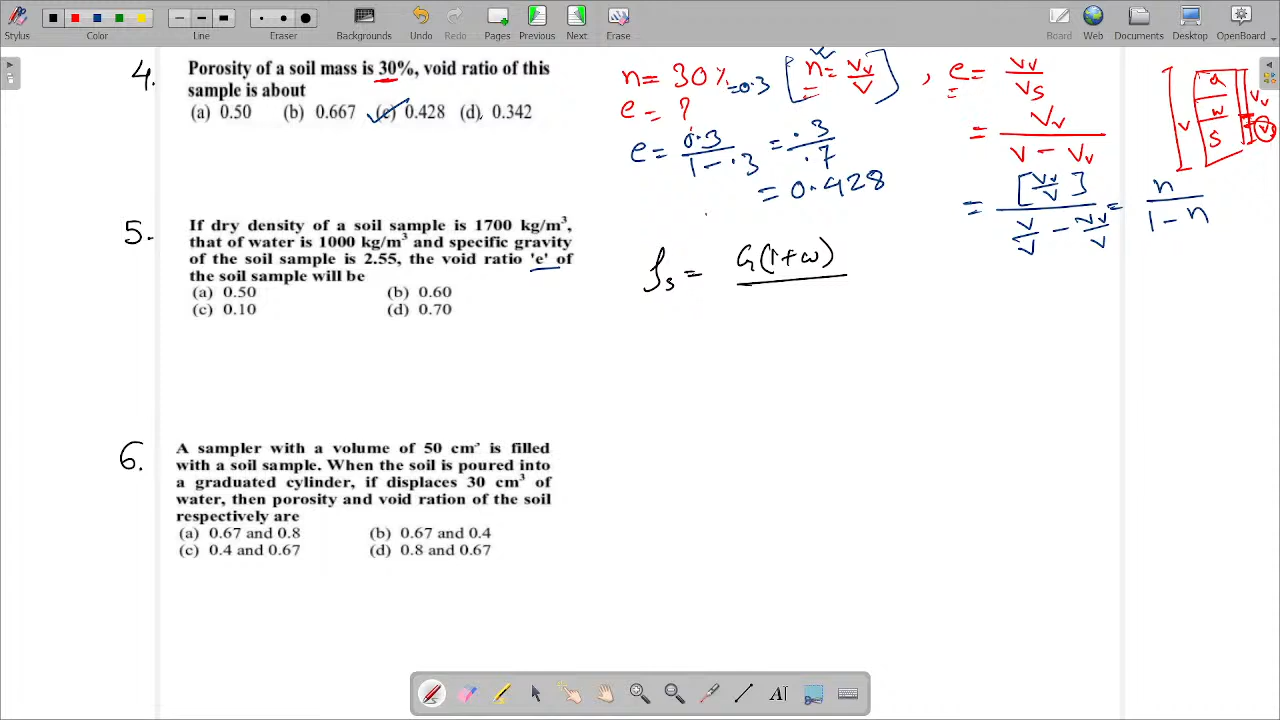 Stylus Color Line Eraser Backgrounds Undo Redo Pages Previous Next Erase Board Web Documents Desktop OpenBoard
4.
Porosity of a soil mass is 30%, void ratio of this
sample is about
(a) 0.50 (b) 0.667 (c) 0.428 (d) 0.342
n = 30% = 0.3 [n = Vv/V], e = Vv/Vs
e = ?
= Vv/(V - Vv)
e = 0.3/(1 - .3) = .3/.7
= 0.428
= [Vv/V]/(V/V - Vv/V) = n/(1 - n)
V a w s Vv Vs
5.
If dry density of a soil sample is 1700 kg/m³,
that of water is 1000 kg/m³ and specific gravity
of the soil sample is 2.55, the void ratio 'e' of
the soil sample will be
(a) 0.50 (b) 0.60
(c) 0.10 (d) 0.70
ρs = G(1+w)
6.
A sampler with a volume of 50 cm³ is filled
with a soil sample. When the soil is poured into
a graduated cylinder, if displaces 30 cm³ of
water, then porosity and void ration of the soil
respectively are
(a) 0.67 and 0.8 (b) 0.67 and 0.4
(c) 0.4 and 0.67 (d) 0.8 and 0.67